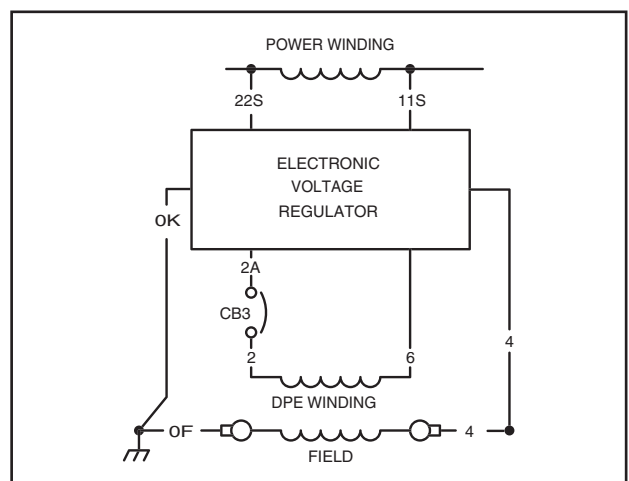 POWER WINDING
22S
11S
ELECTRONIC
VOLTAGE
REGULATOR
0K
2A
CB3
4
2
6
DPE WINDING
0F
4
FIELD